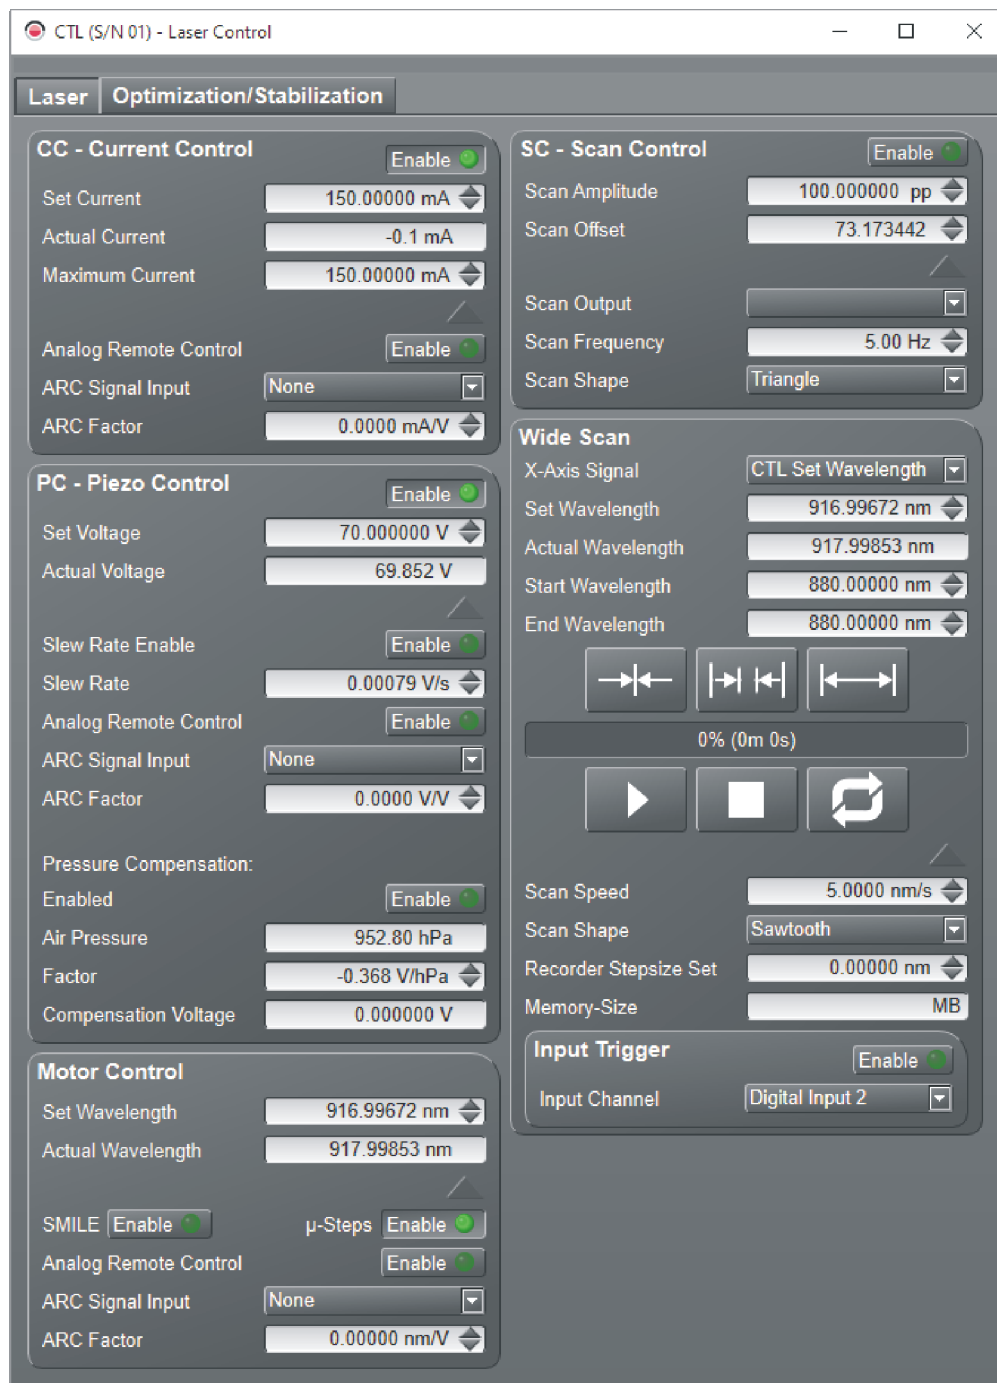 CTL (S/N 01) - Laser Control
Laser
Optimization/Stabilization
CC - Current Control
Enable
Set Current 150.00000 mA
Actual Current -0.1 mA
Maximum Current 150.00000 mA
Analog Remote Control Enable
ARC Signal Input None
ARC Factor 0.0000 mA/V
PC - Piezo Control
Enable
Set Voltage 70.000000 V
Actual Voltage 69.852 V
Slew Rate Enable Enable
Slew Rate 0.00079 V/s
Analog Remote Control Enable
ARC Signal Input None
ARC Factor 0.0000 V/V
Pressure Compensation:
Enabled Enable
Air Pressure 952.80 hPa
Factor -0.368 V/hPa
Compensation Voltage 0.000000 V
Motor Control
Set Wavelength 916.99672 nm
Actual Wavelength 917.99853 nm
SMILE Enable µ-Steps Enable
Analog Remote Control Enable
ARC Signal Input None
ARC Factor 0.00000 nm/V
SC - Scan Control
Enable
Scan Amplitude 100.000000 pp
Scan Offset 73.173442
Scan Output
Scan Frequency 5.00 Hz
Scan Shape Triangle
Wide Scan
X-Axis Signal CTL Set Wavelength
Set Wavelength 916.99672 nm
Actual Wavelength 917.99853 nm
Start Wavelength 880.00000 nm
End Wavelength 880.00000 nm
0% (0m 0s)
Scan Speed 5.0000 nm/s
Scan Shape Sawtooth
Recorder Stepsize Set 0.00000 nm
Memory-Size MB
Input Trigger
Enable
Input Channel Digital Input 2